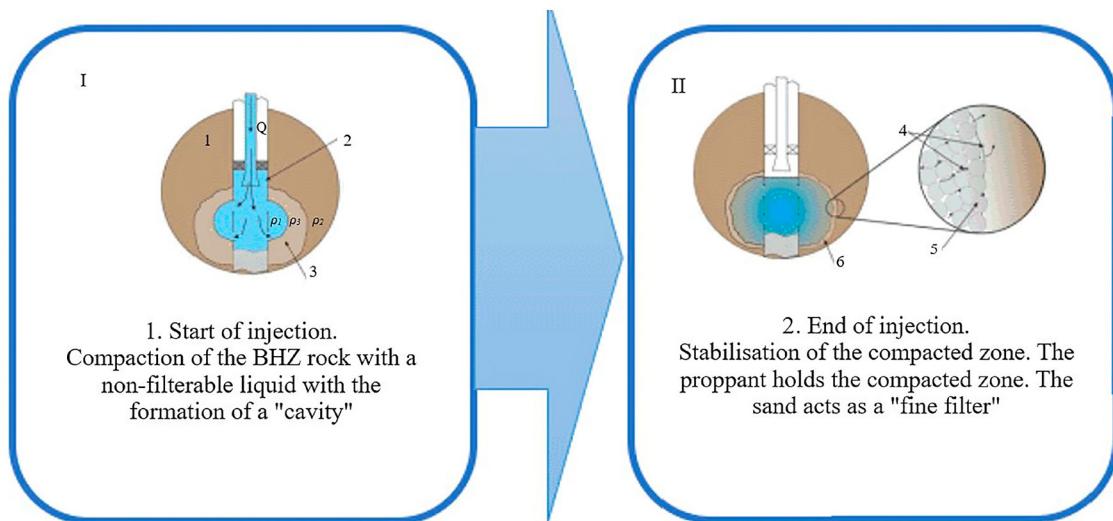 I
Q
1
2
ρ1 ρ3 ρ2
3
1. Start of injection.
Compaction of the BHZ rock with a
non-filterable liquid with the
formation of a "cavity"
II
4
5
6
2. End of injection.
Stabilisation of the compacted zone. The
proppant holds the compacted zone. The
sand acts as a "fine filter"